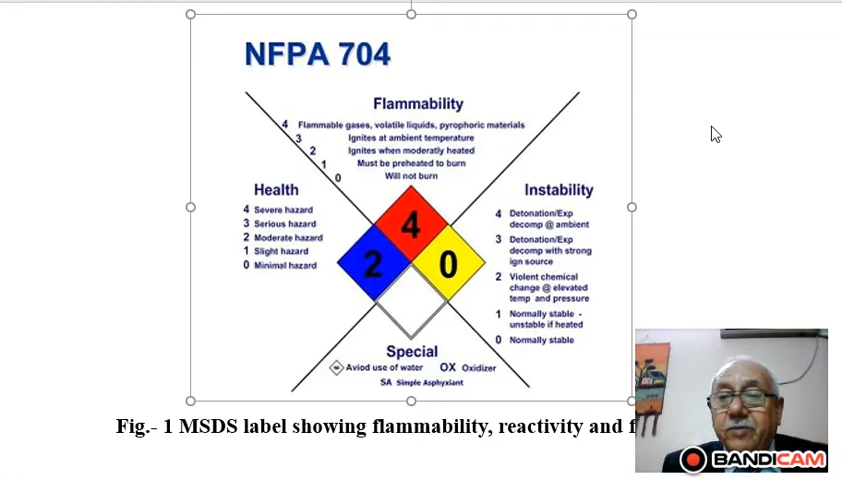 NFPA 704
Flammability
4 Flammable gases, volatile liquids, pyrophoric materials
3 Ignites at ambient temperature
2 Ignites when moderatly heated
1 Must be preheated to burn
0 Will not burn
Health
4 Severe hazard
3 Serious hazard
2 Moderate hazard
1 Slight hazard
0 Minimal hazard
4
2
0
Instability
4 Detonation/Exp
decomp @ ambient
3 Detonation/Exp
decomp with strong
ign source
2 Violent chemical
change @ elevated
temp and pressure
1 Normally stable -
unstable if heated
0 Normally stable
Special
Aviod use of water OX Oxidizer
SA Simple Asphyxiant
Fig.- 1 MSDS label showing flammability, reactivity and f
BANDICAM